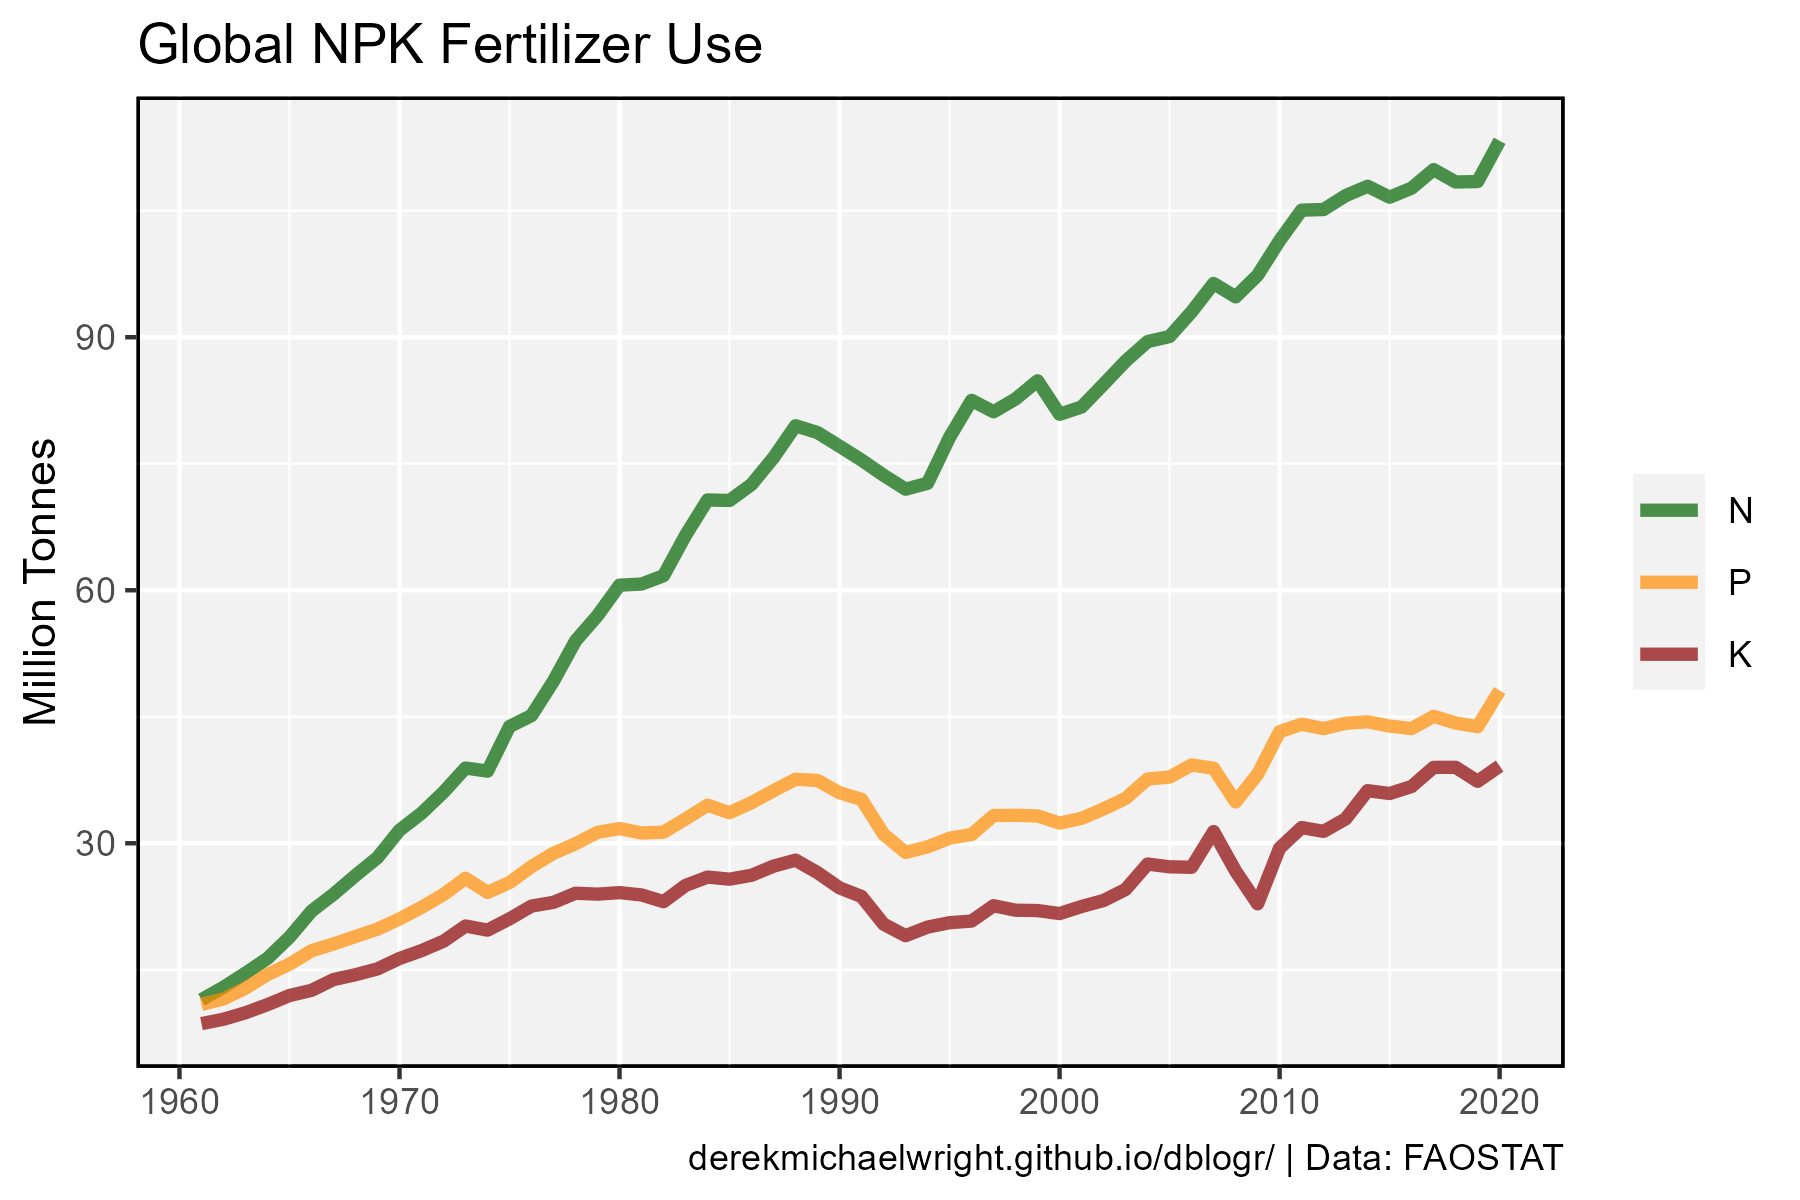 Global NPK Fertilizer Use
Million Tonnes
90
60
30
1960 1970 1980 1990 2000 2010 2020
N
P
K
derekmichaelwright.github.io/dblogr/ | Data: FAOSTAT